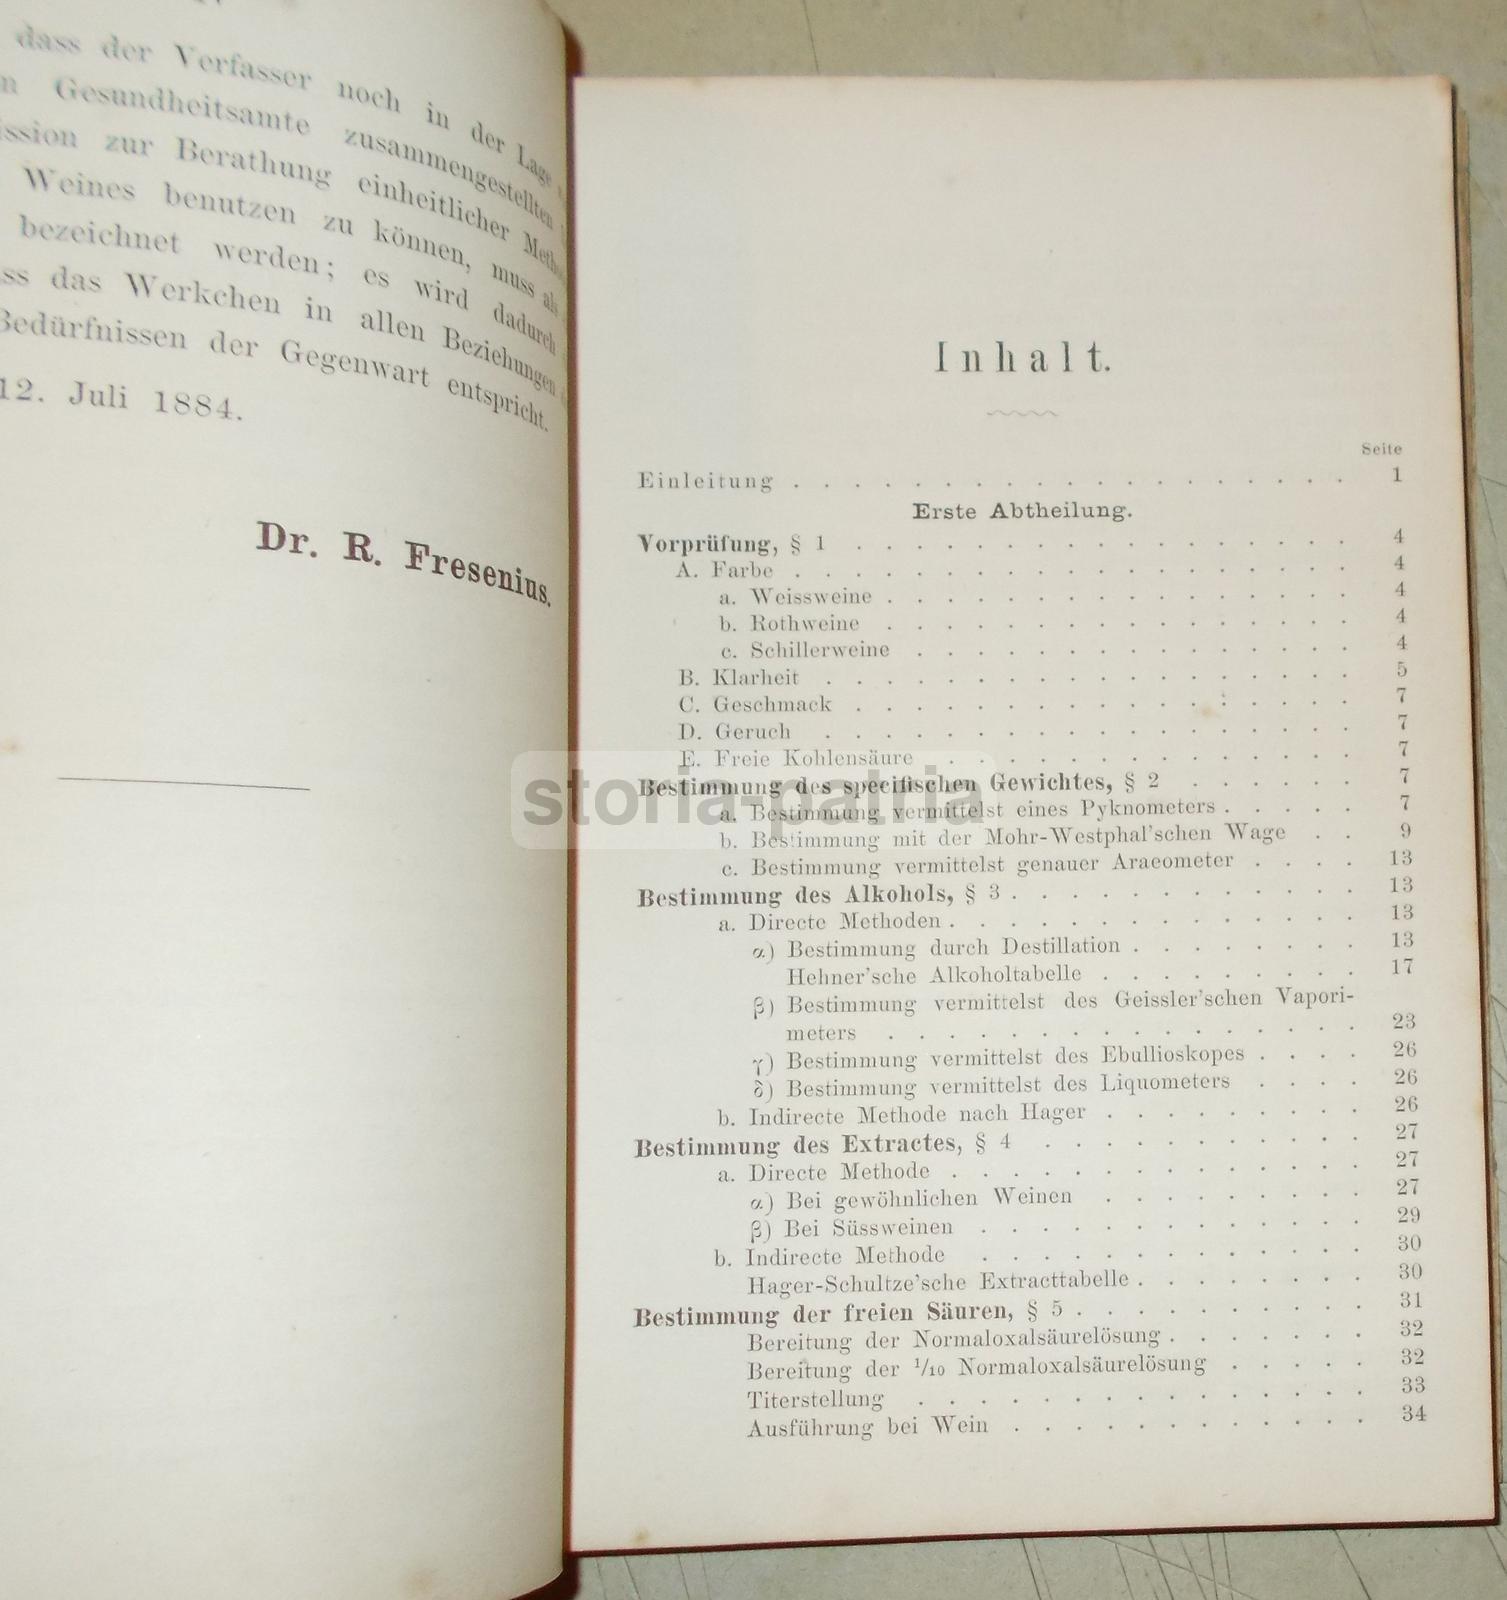 dass der Verfasser noch in der Lage
Gesundheitsamte zusammengestellten
zur Berathung einheitlicher
Weines benutzen zu können, muss als
bezeichnet werden; es wird dadurch
das Werkchen in allen Beziehungen
Bedürfnissen der Gegenwart entspricht.
12. Juli 1884.
Dr. R. Fresenius.
Inhalt.
Seite
Einleitung . . . . . . . . . . . . . . . . . . . 1
Erste Abtheilung.
Vorprüfung, § 1 . . . . . . . . . . . . . . . . . 4
A. Farbe . . . . . . . . . . . . . . . . . . . 4
a. Weissweine . . . . . . . . . . . . . . . . 4
b. Rothweine . . . . . . . . . . . . . . . . 4
c. Schillerweine . . . . . . . . . . . . . . . 4
B. Klarheit . . . . . . . . . . . . . . . . . . 5
C. Geschmack . . . . . . . . . . . . . . . . . 7
D. Geruch . . . . . . . . . . . . . . . . . . 7
E. Freie Kohlensäure . . . . . . . . . . . . . . 7
Bestimmung des specifischen Gewichtes, § 2 . . . . . . 7
a. Bestimmung vermittelst eines Pyknometers . . . . . 7
b. Bestimmung mit der Mohr-Westphal'schen Wage . . 9
c. Bestimmung vermittelst genauer Araeometer . . . . 13
Bestimmung des Alkohols, § 3 . . . . . . . . . . . . 13
a. Directe Methoden . . . . . . . . . . . . . . 13
α) Bestimmung durch Destillation . . . . . . . . 13
Hehner'sche Alkoholtabelle . . . . . . . . . 17
β) Bestimmung vermittelst des Geissler'schen Vapori-
meters . . . . . . . . . . . . . . . . 23
γ) Bestimmung vermittelst des Ebullioskopes . . . . 26
δ) Bestimmung vermittelst des Liquometers . . . . 26
b. Indirecte Methode nach Hager . . . . . . . . . 26
Bestimmung des Extractes, § 4 . . . . . . . . . . . 27
a. Directe Methode . . . . . . . . . . . . . . 27
α) Bei gewöhnlichen Weinen . . . . . . . . . 27
β) Bei Süssweinen . . . . . . . . . . . . . 29
b. Indirecte Methode . . . . . . . . . . . . . 30
Hager-Schultze'sche Extracttabelle . . . . . . . . 30
Bestimmung der freien Säuren, § 5 . . . . . . . . . . 31
Bereitung der Normaloxalsäurelösung . . . . . . . 32
Bereitung der 1/10 Normaloxalsäurelösung . . . . . 32
Titerstellung . . . . . . . . . . . . . . . 33
Ausführung bei Wein . . . . . . . . . . . . 34
storia-patria